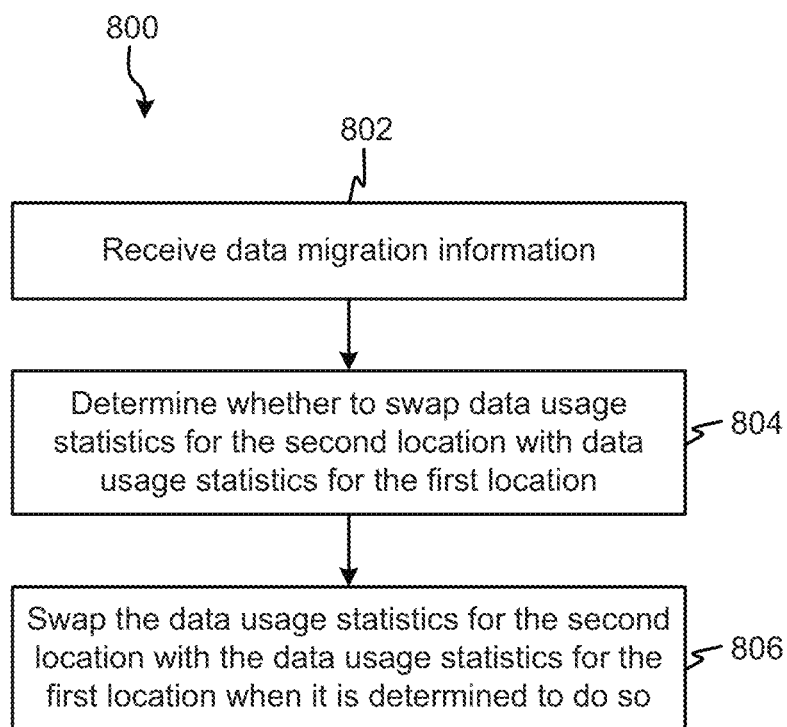 800
802
Receive data migration information
Determine whether to swap data usage
statistics for the second location with data
usage statistics for the first location
804
Swap the data usage statistics for the second
location with the data usage statistics for the
first location when it is determined to do so
806